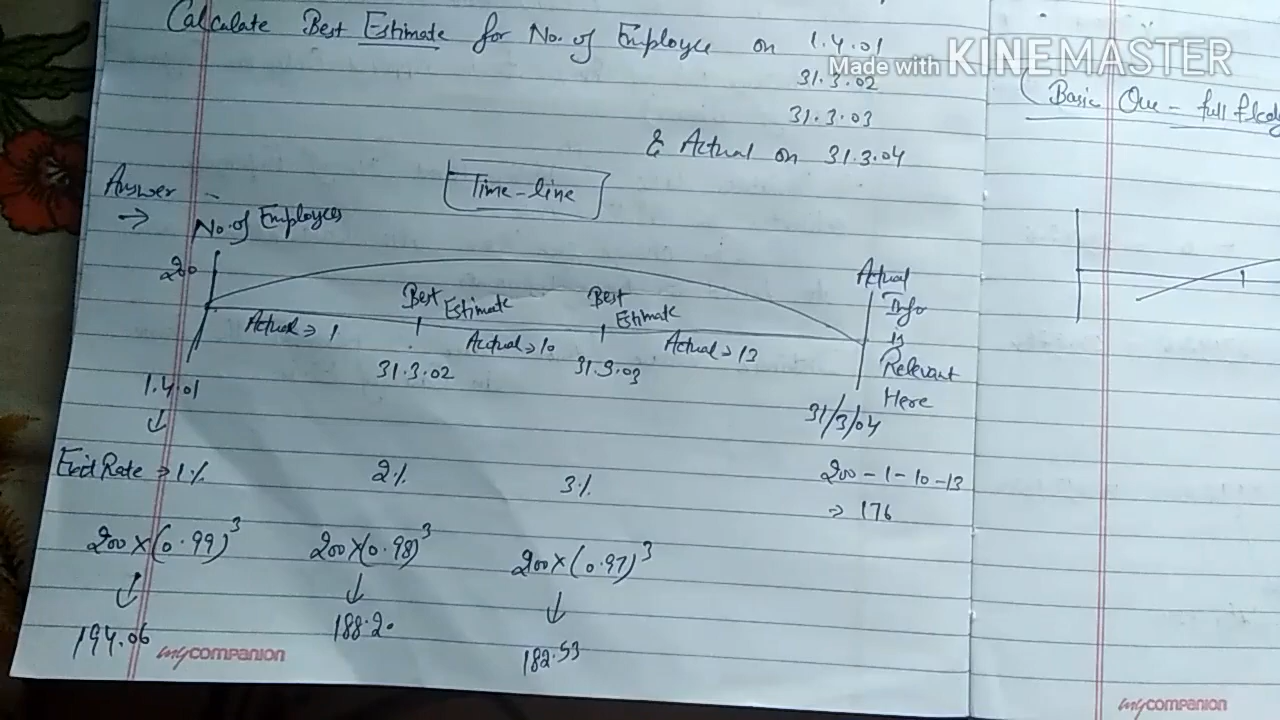 Calculate Best Estimate for No. of Employee on 1.4.01
Made with KINEMASTER
31.3.02
31.3.03
& Actual on 31.3.04
(Basic Que - full fledg
Answer -
Time-line
→ No. of Employees
200
Actual → 1
Best Estimate
Actual → 10
Best Estimate
Actual → 13
Actual
Info
is
Relevant
Here
1.4.01
31.3.02
31.3.03
31/3/04
Exit Rate → 1%
2%
3%
200 - 1 - 10 - 13
→ 176
200 × (0.99)³
200 × (0.98)³
200 × (0.97)³
↓
↓
↓
194.06
188.20
182.53
mycompanion
mycompanion